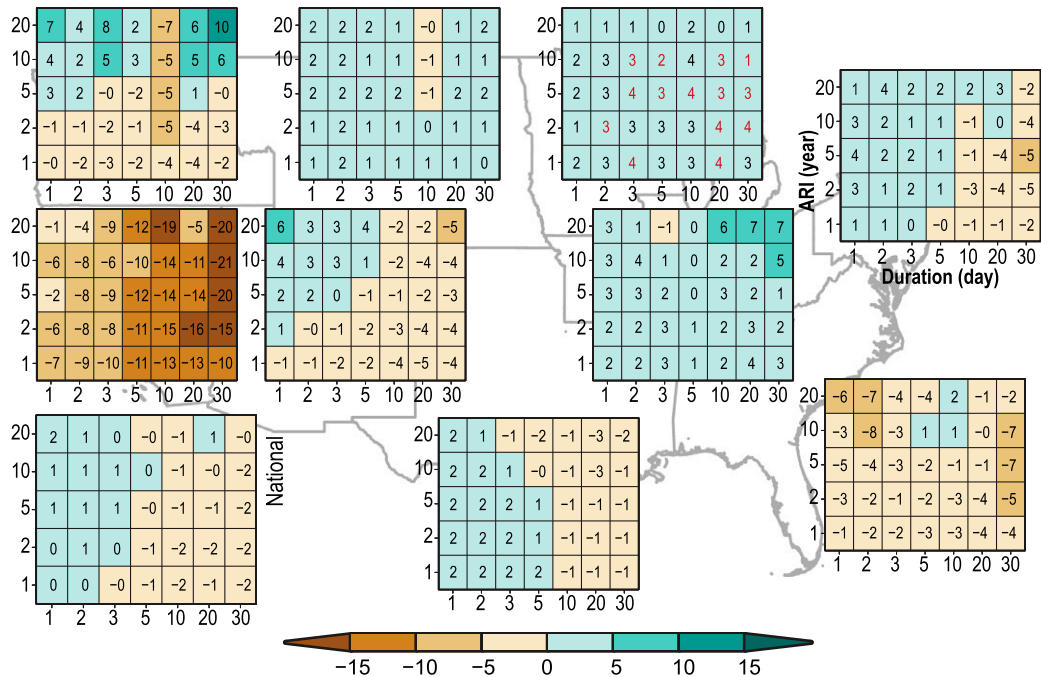 20 7 4 8 2 −7 6 10
10 4 2 5 3 −5 5 6
5 3 2 −0 −2 −5 1 −0
2 −1 −1 −2 −1 −5 −4 −3
1 −0 −2 −3 −2 −4 −4 −2
1 2 3 5 10 20 30
20 2 2 2 1 −0 1 2
10 2 2 1 1 −1 1 1
5 2 2 2 2 −1 2 2
2 1 2 1 1 0 1 1
1 1 1 1 1 1 1 0
1 2 3 5 10 20 30
20 1 1 1 0 2 0 1
10 2 3 3 2 4 3 1
5 2 3 4 3 4 3 3
2 1 2 3 3 3 4 4
1 2 3 4 3 3 4 3
1 2 3 5 10 20 30
ARI (year)
20 1 4 2 2 2 3 −2
10 3 2 1 1 −1 0 −4
5 4 2 2 1 −1 −4 −5
2 3 1 2 1 −3 −4 −5
1 1 1 0 −0 −1 −1 −2
1 2 3 5 10 20 30
Duration (day)
20 −1 −4 −9 −12 −19 −5 −20
10 −6 −8 −6 −10 −14 −11 −21
5 −2 −8 −9 −12 −14 −14 −20
2 −6 −8 −8 −11 −15 −16 −15
1 −7 −9 −10 −11 −13 −13 −10
1 2 3 5 10 20 30
20 6 3 3 4 −2 −2 −5
10 4 3 3 1 −2 −4 −4
5 2 2 0 −1 −1 −2 −3
2 1 −0 −1 −2 −3 −4 −4
1 −1 −1 −2 −2 −4 −5 −4
1 2 3 5 10 20 30
20 3 1 −1 0 6 7 7
10 3 4 1 0 2 2 5
5 3 3 2 0 3 2 1
2 2 2 3 1 2 3 2
1 2 2 3 1 2 4 3
1 2 3 5 10 20 30
20 −6 −7 −4 −4 2 −1 −2
10 −3 −8 −3 1 1 −0 −7
5 −5 −4 −3 −2 −1 −1 −7
2 −3 −2 −1 −2 −3 −4 −5
1 −1 −2 −2 −3 −3 −4 −4
1 2 3 5 10 20 30
20 2 1 0 −0 −1 1 −0
10 1 1 1 0 −1 −0 −2
5 1 1 1 −0 −1 −1 −2
2 0 1 0 −1 −2 −2 −2
1 0 0 −0 −1 −2 −1 −2
1 2 3 5 10 20 30
National
20 2 1 −1 −2 −1 −3 −2
10 2 2 1 −0 −1 −3 −1
5 2 2 2 1 −1 −1 −1
2 2 2 2 1 −1 −1 −1
1 2 2 2 2 −1 −1 −1
1 2 3 5 10 20 30
−15 −10 −5 0 5 10 15